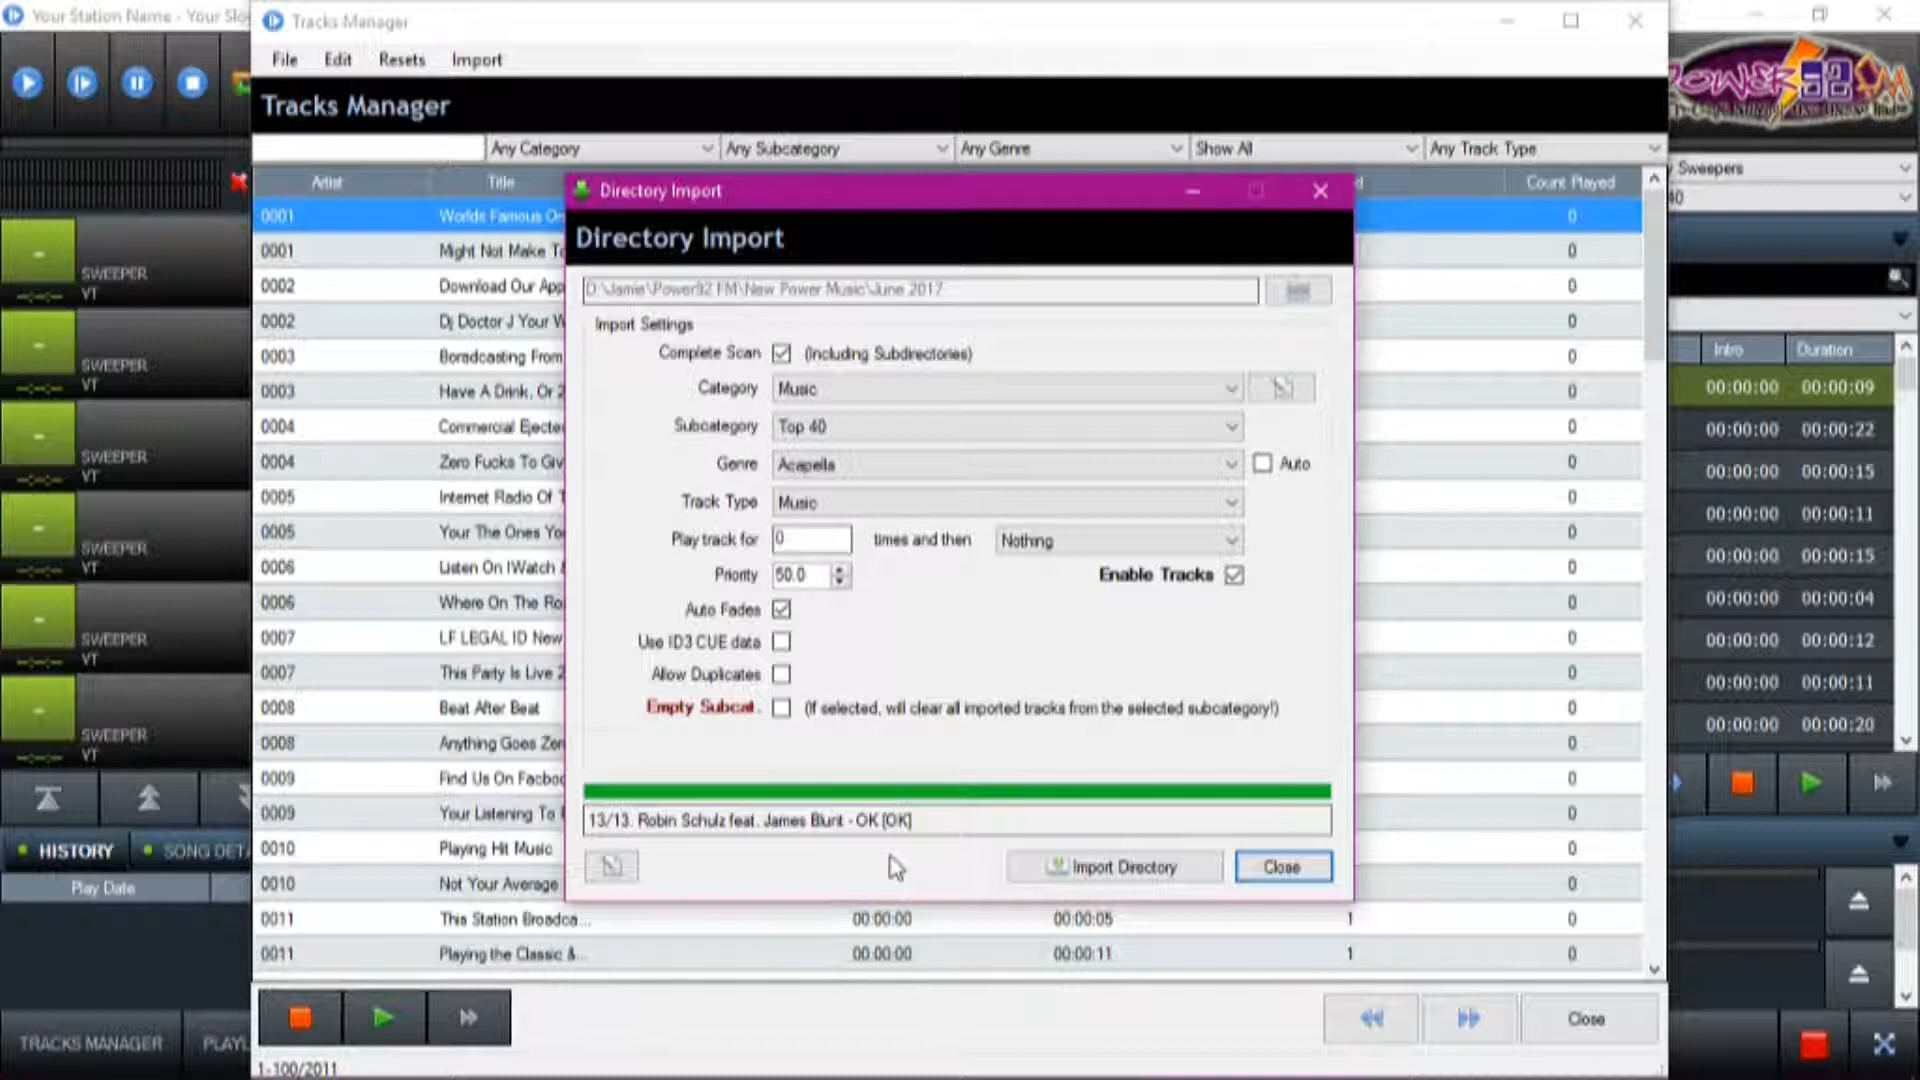 Your Station Name - Your Slo
Tracks Manager
File Edit Resets Import
Tracks Manager
Any Category Any Subcategory Any Genre Show All Any Track Type
Sweepers
Artist Title Count Played
0001 Worlds Famous On 0
0001 Might Not Make To 0
0002 Download Our App 0
0002 Dj Doctor J Your W 0
0003 Boradcasting From 0
0003 Have A Drink, Or 2 0
0004 Commercial Ejecte 0
0004 Zero Fucks To Giv 0
0005 Internet Radio Of T 0
0005 Your The Ones Yo 0
0006 Listen On IWatch & 0
0006 Where On The Ro 0
0007 LF LEGAL ID New 0
0007 This Party Is Live 2 0
0008 Beat After Beat 0
0008 Anything Goes Zer 0
0009 Find Us On Faceboo 0
0009 Your Listening To 0
0010 Playing Hit Music 0
0010 Not Your Average 0
0011 This Station Broadca... 00:00:00 00:00:05 1 0
0011 Playing the Classic &... 00:00:00 00:00:11 1 0
Directory Import
Directory Import
D:\Jamie\Power92 FM\New Power Music\June 2017
Import Settings
Complete Scan (Including Subdirectories)
Category Music
Subcategory Top 40
Genre Acapella Auto
Track Type Music
Play track for 0 times and then Nothing
Priority 50.0 Enable Tracks
Auto Fades
Use ID3 CUE data
Allow Duplicates
Empty Subcat. (If selected, will clear all imported tracks from the selected subcategory!)
13/13. Robin Schulz feat. James Blunt - OK [OK]
Import Directory Close
SWEEPER
VT
SWEEPER
VT
SWEEPER
VT
SWEEPER
VT
SWEEPER
VT
SWEEPER
VT
HISTORY SONG DETA
Play Date
TRACKS MANAGER PLAYL
Close
1-100/2011
Intro Duration
00:00:00 00:00:09
00:00:00 00:00:22
00:00:00 00:00:15
00:00:00 00:00:11
00:00:00 00:00:15
00:00:00 00:00:04
00:00:00 00:00:12
00:00:00 00:00:11
00:00:00 00:00:20